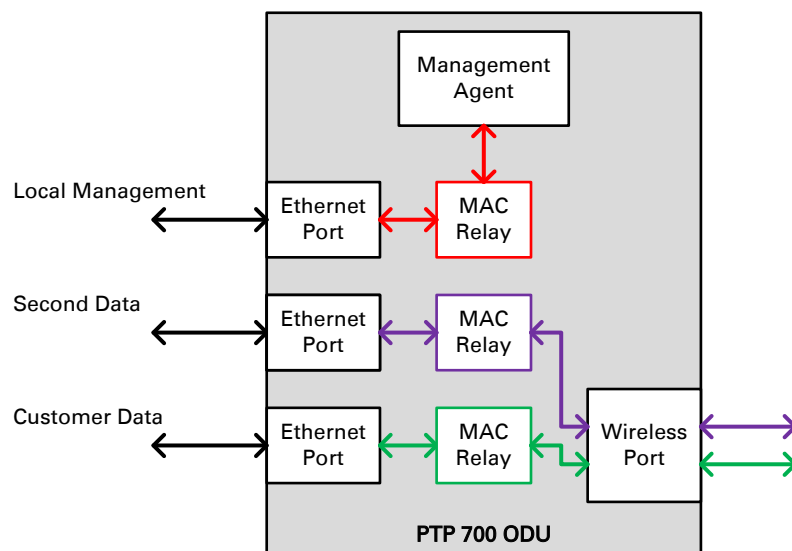 Management
Agent
Local Management
Ethernet
Port
MAC
Relay
Second Data
Ethernet
Port
MAC
Relay
Customer Data
Ethernet
Port
MAC
Relay
Wireless
Port
PTP 700 ODU